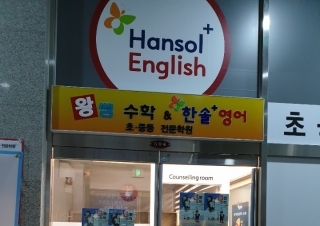 Hansol+
English
왕쌤 수학 & 한솔+영어
초·중등 전문학원
초·
Counselling room